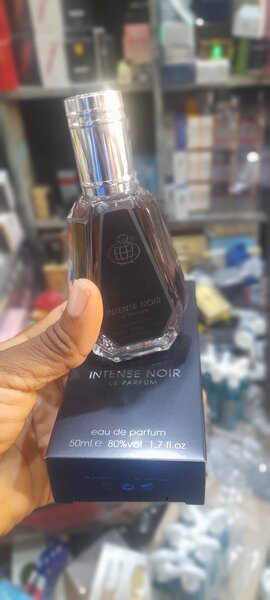 INTENSE NOIR
LE PARFUM
INTENSE NOIR
LE PARFUM
eau de parfum
50ml.e 80%vol 1.7 fl.oz